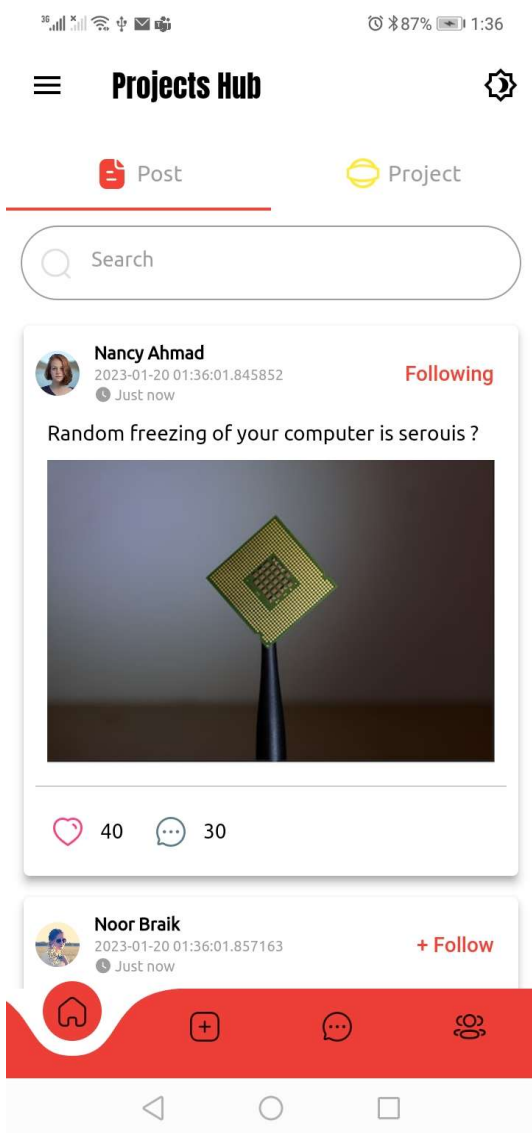 3G 87% 1:36
Projects Hub
Post Project
Search
Nancy Ahmad
2023-01-20 01:36:01.845852
Following
Just now
Random freezing of your computer is serouis ?
40 30
Noor Braik
2023-01-20 01:36:01.857163
+ Follow
Just now